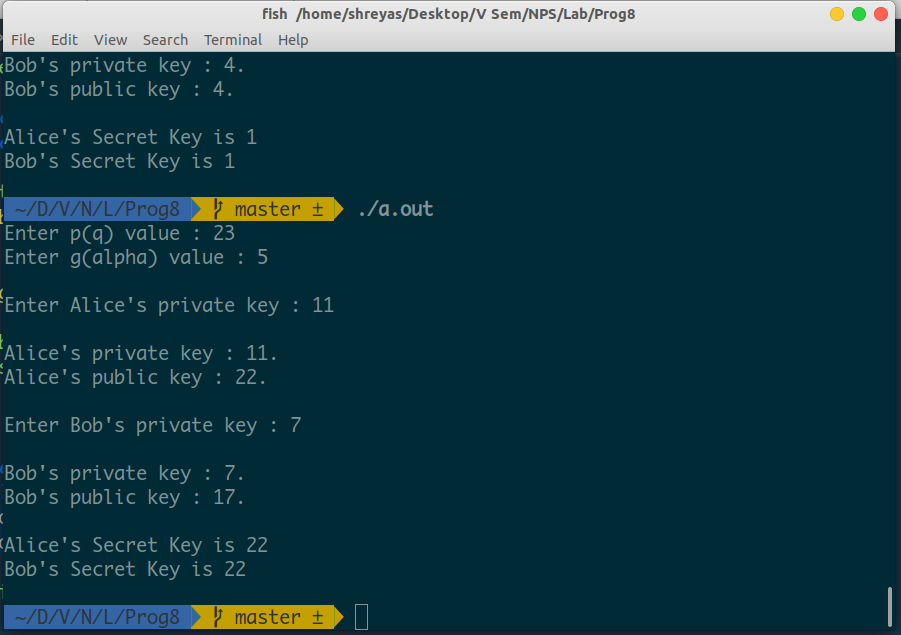 fish /home/shreyas/Desktop/V Sem/NPS/Lab/Prog8
File Edit View Search Terminal Help
Bob's private key : 4.
Bob's public key : 4.
Alice's Secret Key is 1
Bob's Secret Key is 1
~/D/V/N/L/Prog8 master ± ./a.out
Enter p(q) value : 23
Enter g(alpha) value : 5
Enter Alice's private key : 11
Alice's private key : 11.
Alice's public key : 22.
Enter Bob's private key : 7
Bob's private key : 7.
Bob's public key : 17.
Alice's Secret Key is 22
Bob's Secret Key is 22
~/D/V/N/L/Prog8 master ±